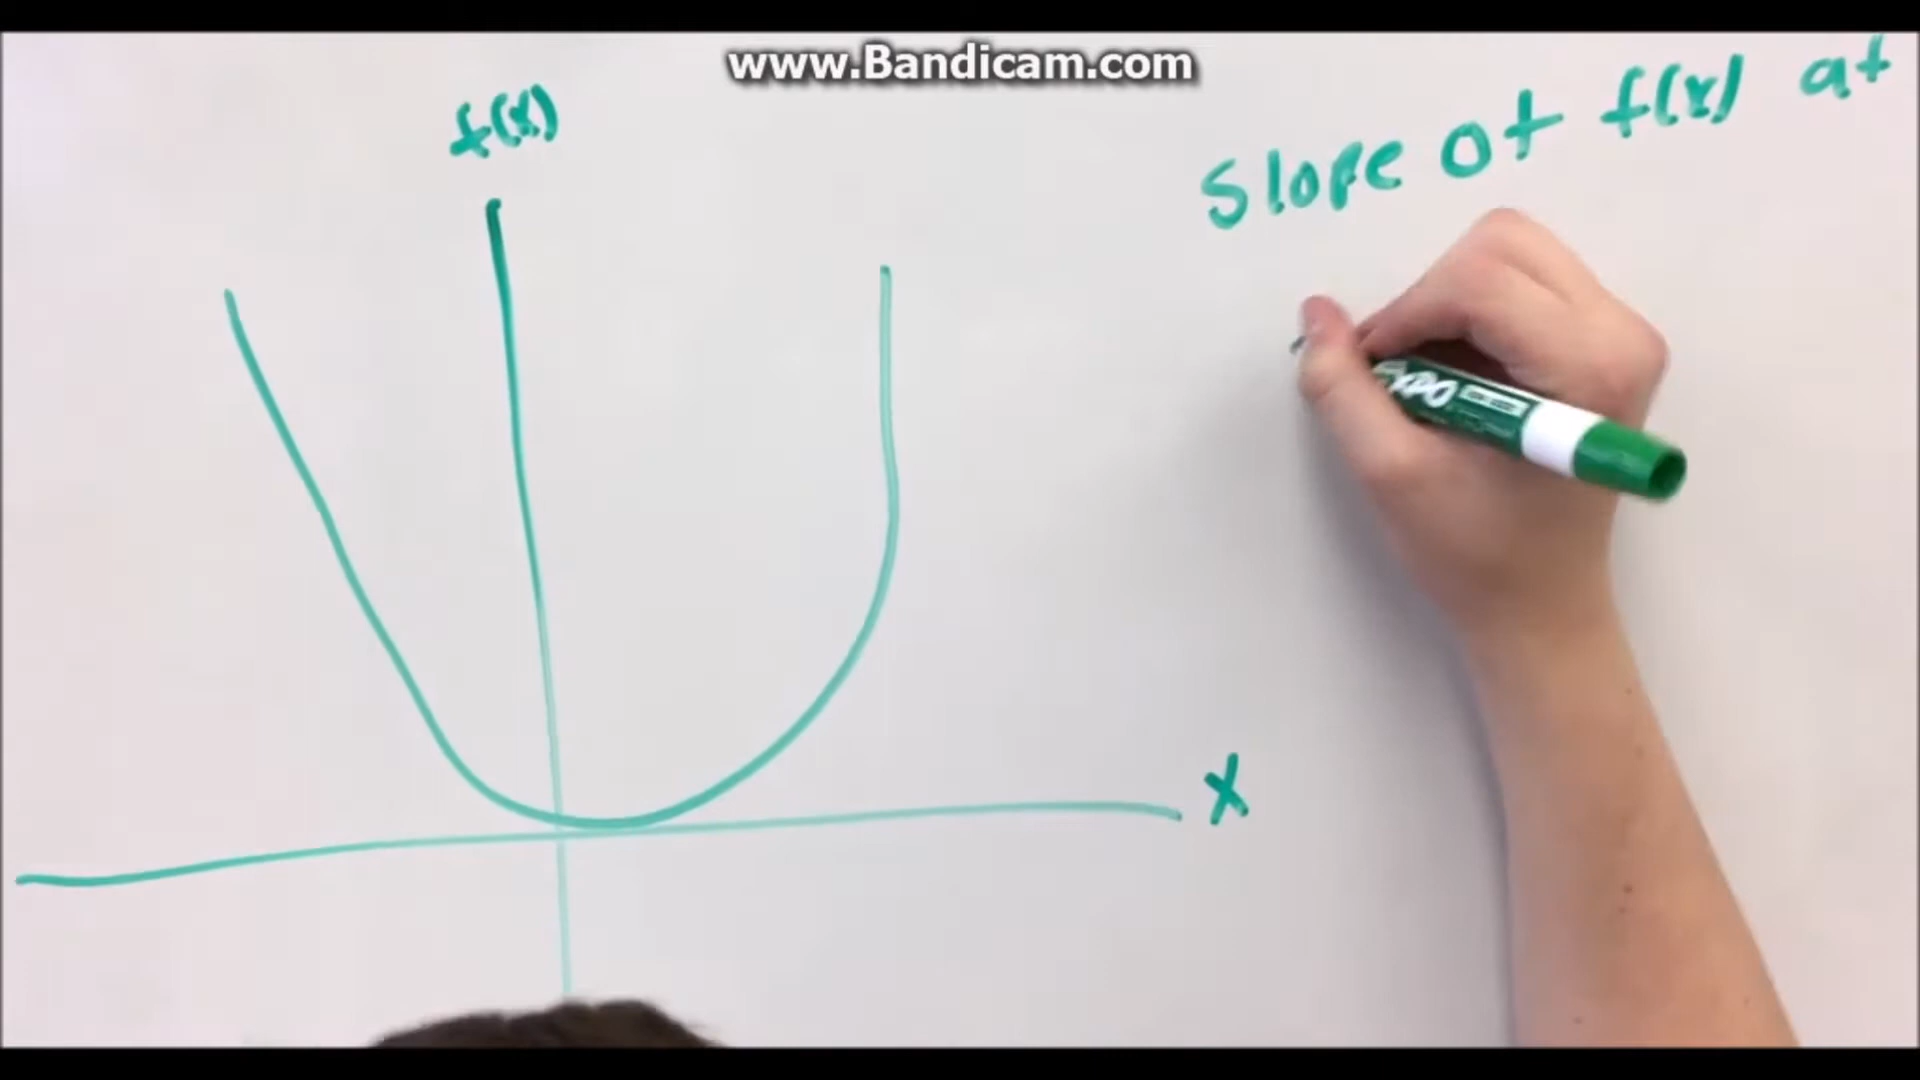 www.Bandicam.com
f(x)
Slope of f(x) at
EXPO
x